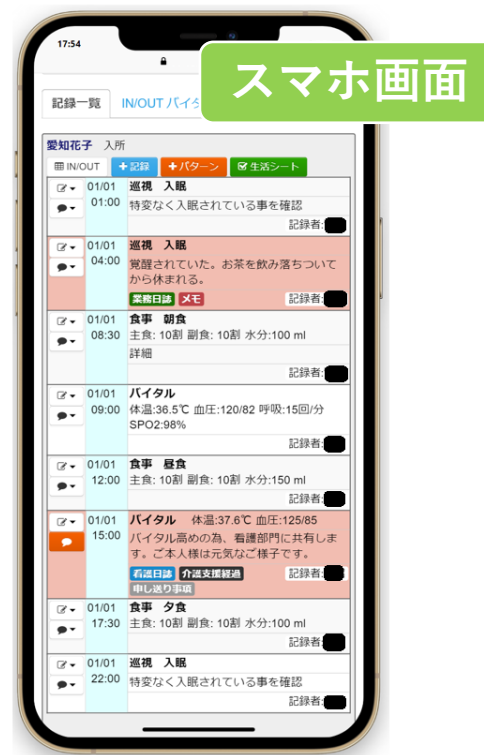 スマホ画面
17:54
記録一覧 IN/OUT バイタ
愛知花子 入所
IN/OUT +記録 +パターン 生活シート
01/01 巡視 入眠
01:00 特変なく入眠されている事を確認
記録者:
01/01 巡視 入眠
04:00 覚醒されていた。お茶を飲み落ちついて
から休まれる。
業務日誌 メモ 記録者:
01/01 食事 朝食
08:30 主食: 10割 副食: 10割 水分:100 ml
詳細
記録者:
01/01 バイタル
09:00 体温:36.5℃ 血圧:120/82 呼吸:15回/分
SPO2:98%
記録者:
01/01 食事 昼食
12:00 主食: 10割 副食: 10割 水分:150 ml
記録者:
01/01 バイタル 体温:37.6℃ 血圧:125/85
15:00 バイタル高めの為、看護部門に共有しま
す。ご本人様は元気なご様子です。
看護日誌 介護支援経過 記録者:
申し送り事項
01/01 食事 夕食
17:30 主食: 10割 副食: 10割 水分:100 ml
記録者:
01/01 巡視 入眠
22:00 特変なく入眠されている事を確認
記録者: